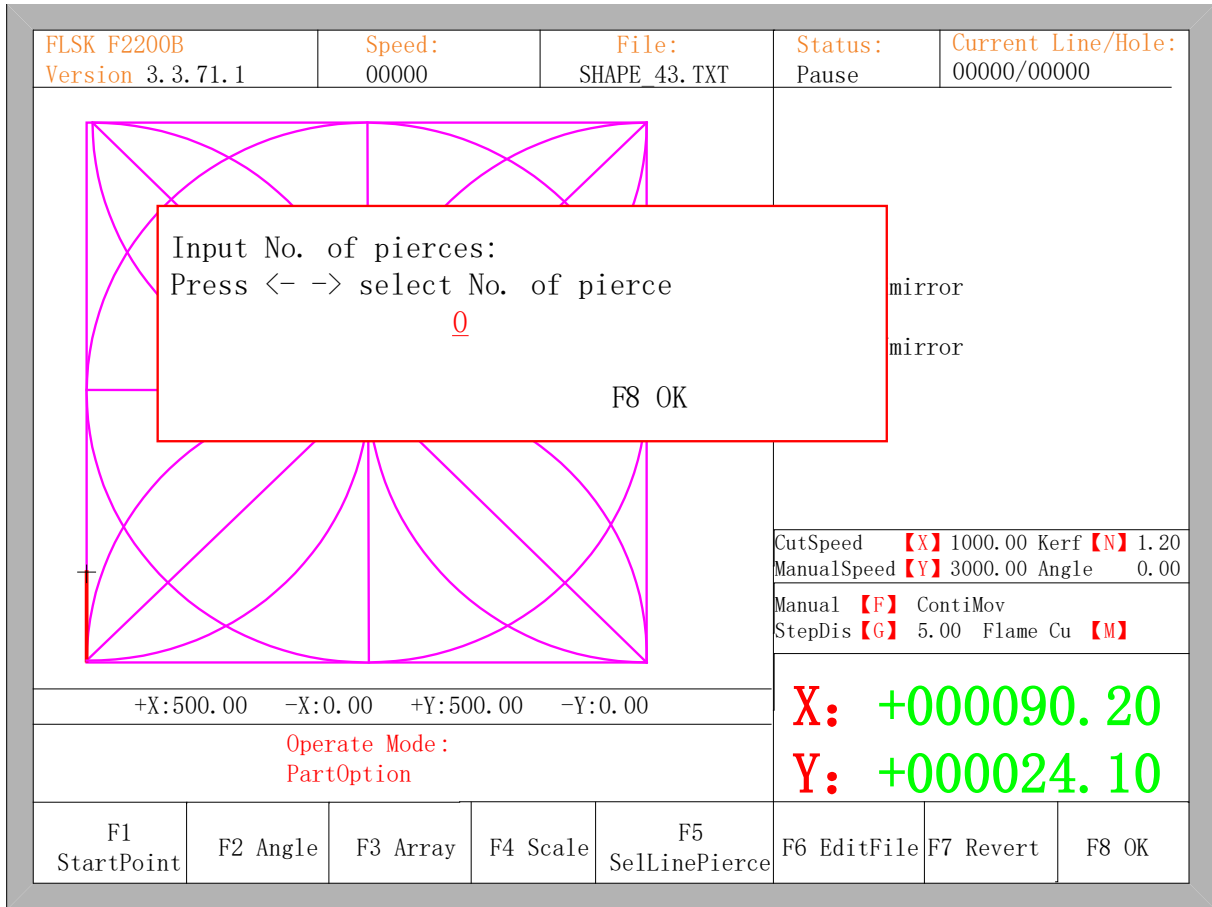 FLSK F2200B
Version 3.3.71.1
Speed:
00000
File:
SHAPE_43.TXT
Status:
Pause
Current Line/Hole:
00000/00000
Input No. of pierces:
Press <- -> select No. of pierce
0
F8 OK
mirror
mirror
CutSpeed 【X】 1000.00 Kerf【N】 1.20
ManualSpeed【Y】 3000.00 Angle 0.00
Manual 【F】 ContiMov
StepDis【G】 5.00 Flame Cu 【M】
+X:500.00 -X:0.00 +Y:500.00 -Y:0.00
Operate Mode:
PartOption
X: +000090.20
Y: +000024.10
F1
StartPoint
F2 Angle
F3 Array
F4 Scale
F5
SelLinePierce
F6 EditFile
F7 Revert
F8 OK